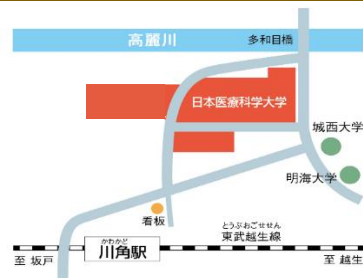 高麗川
多和目橋
日本医療科学大学
城西大学
明海大学
看板
とうぶおごせせん
東武越生線
かわかど
川角駅
至 坂戸
至 越生